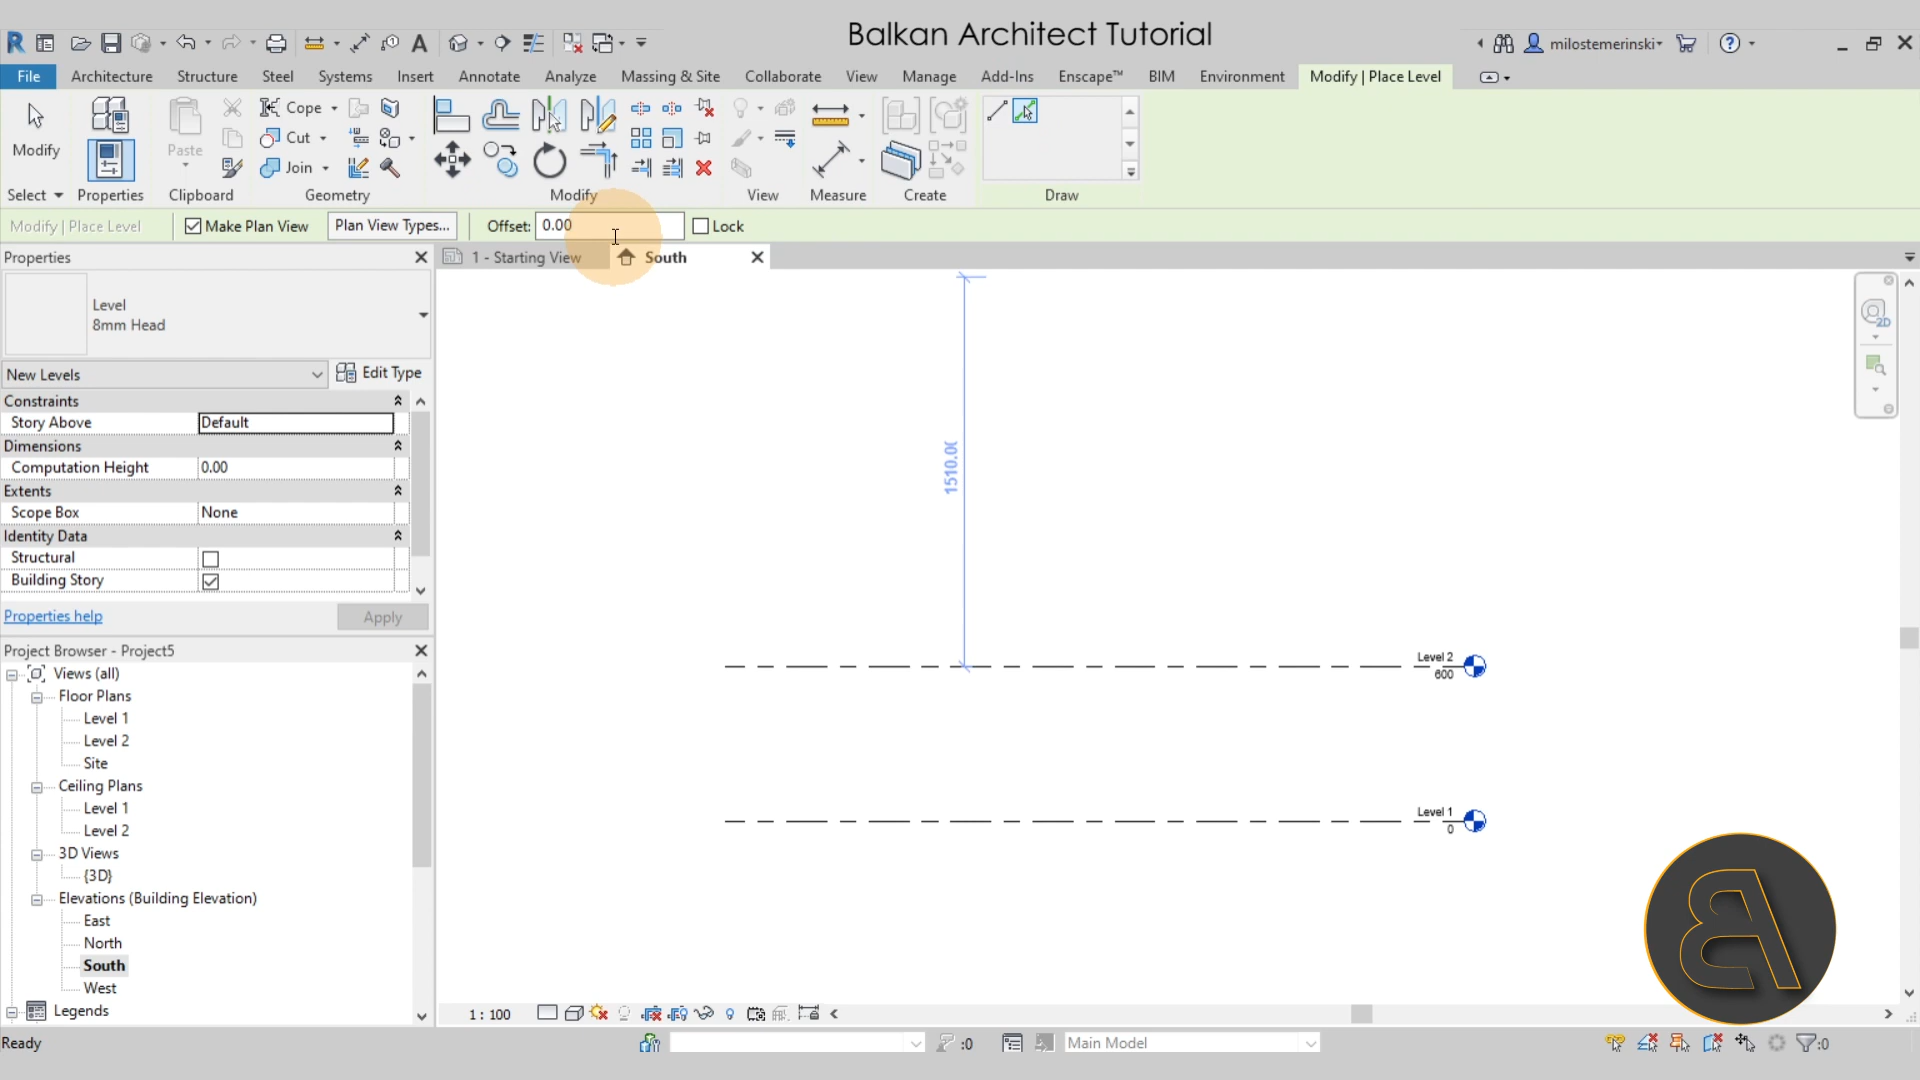 Balkan Architect Tutorial
milostemerinski
File Architecture Structure Steel Systems Insert Annotate Analyze Massing & Site Collaborate View Manage Add-Ins Enscape™ BIM Environment Modify | Place Level
Cope
Modify Paste Cut
Join
Select Properties Clipboard Geometry Modify View Measure Create Draw
Modify | Place Level Make Plan View Plan View Types... Offset: 0.00 Lock
Properties 1 - Starting View South
Level
8mm Head
New Levels Edit Type
Constraints
Story Above Default
Dimensions
Computation Height 0.00
Extents
Scope Box None
Identity Data
Structural
Building Story
Properties help Apply
Project Browser - Project5
Views (all)
Floor Plans
Level 1
Level 2
Site
Ceiling Plans
Level 1
Level 2
3D Views
{3D}
Elevations (Building Elevation)
East
North
South
West
Legends
2D
1510.0
Level 2
600
Level 1
0
1 : 100
Ready :0 Main Model :0